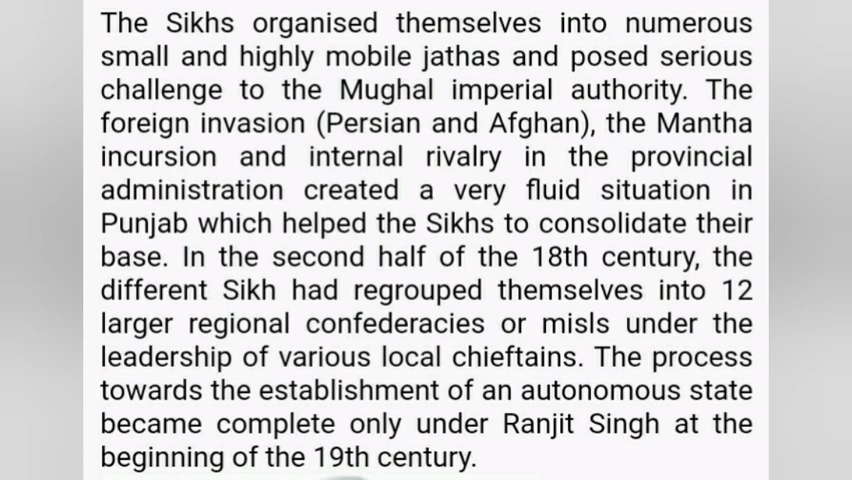 The Sikhs organised themselves into numerous
small and highly mobile jathas and posed serious
challenge to the Mughal imperial authority. The
foreign invasion (Persian and Afghan), the Mantha
incursion and internal rivalry in the provincial
administration created a very fluid situation in
Punjab which helped the Sikhs to consolidate their
base. In the second half of the 18th century, the
different Sikh had regrouped themselves into 12
larger regional confederacies or misls under the
leadership of various local chieftains. The process
towards the establishment of an autonomous state
became complete only under Ranjit Singh at the
beginning of the 19th century.